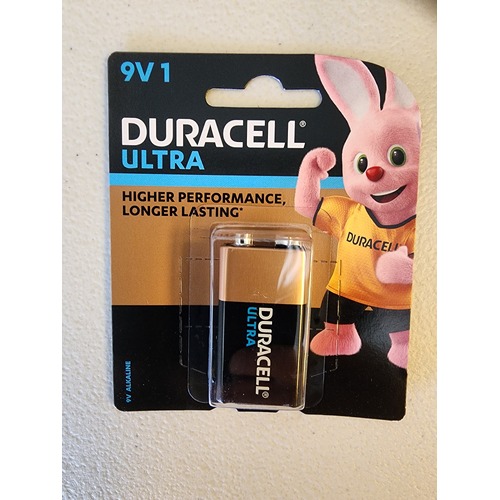 9V 1
DURACELL®
ULTRA
HIGHER PERFORMANCE,
LONGER LASTING*
DURACELL
DURACELL
ULTRA
9V ALKALINE